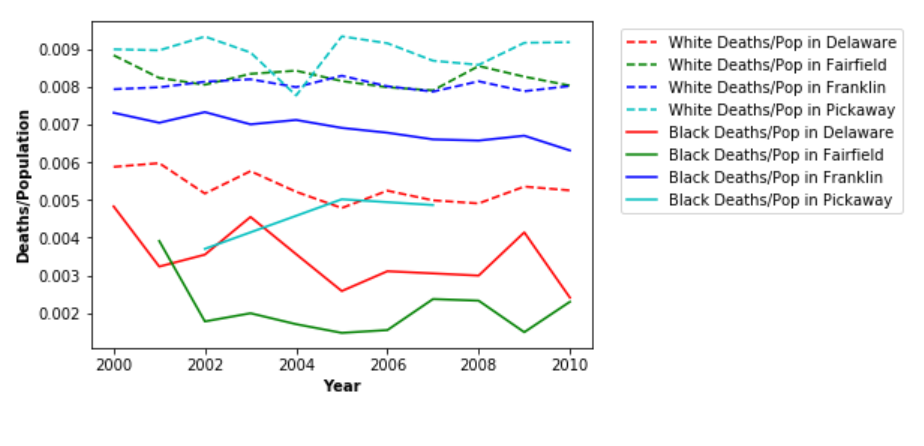 0.009
0.008
0.007
0.006
0.005
0.004
0.003
0.002
Deaths/Population
2000 2002 2004 2006 2008 2010
Year
White Deaths/Pop in Delaware
White Deaths/Pop in Fairfield
White Deaths/Pop in Franklin
White Deaths/Pop in Pickaway
Black Deaths/Pop in Delaware
Black Deaths/Pop in Fairfield
Black Deaths/Pop in Franklin
Black Deaths/Pop in Pickaway